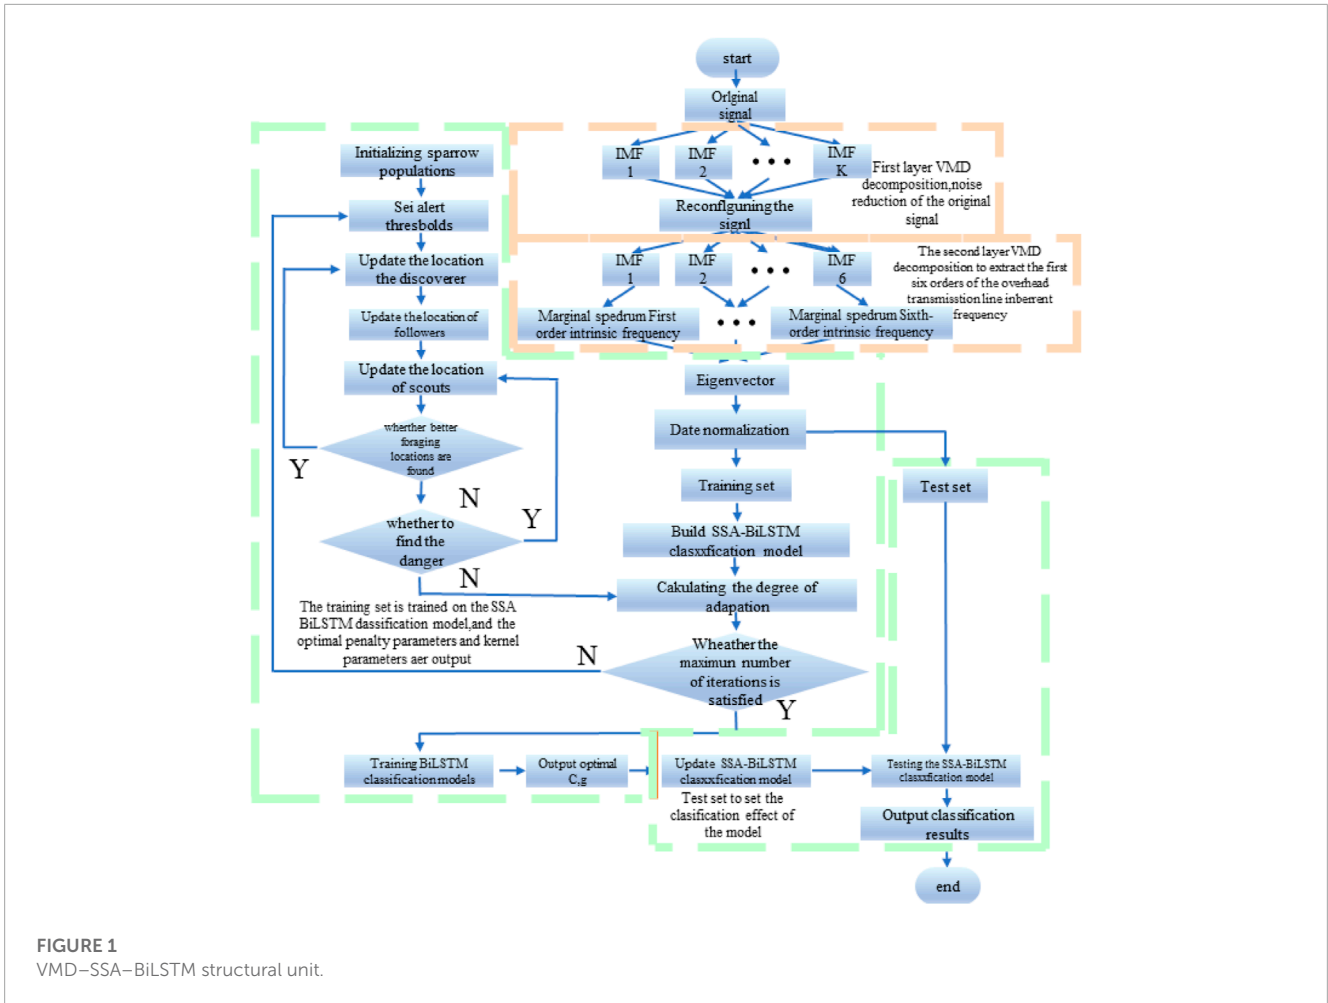 start
Orlginal
signal
IMF
1
IMF
2
IMF
K
First layer VMD
decomposition,noise
reduction of the original
signal
Reconflguning the
signl
IMF
1
IMF
2
IMF
6
The second layer VMD
decomposition to extract the first
six orders of the overhead
transmisstion line inberrent
frequency
Marginal spedrum First
order intrinsic frequency
Marginal spedrum Sixth-
order intrinsic frequency
Initializing sparrow
populations
Sei alert
thresbolds
Update the location
the discoverer
Update the location of
followers
Update the location
of scouts
wherther better
foraging
locations are
found
Y
N
whether to
find the
danger
Y
N
The training set is trained on the SSA
BiLSTM dassification model,and the
optimal penalty parameters and kernel
parameters aer output
Eigenvector
Date normalization
Training set
Test set
Build SSA-BiLSTM
clasxxfication model
Cakulating the degree of
adapation
Wheather the
maximun number
of iterations is
satisfied
N
Y
Training BiLSTM
classification models
Output optimal
C,g
Update SSA-BiLSTM
clasxxfication model
Test set to set the
clasification effect of
the model
Testing the SSA-BiLSTM
clasxxfication model
Output classification
results
end
FIGURE 1
VMD–SSA–BiLSTM structural unit.